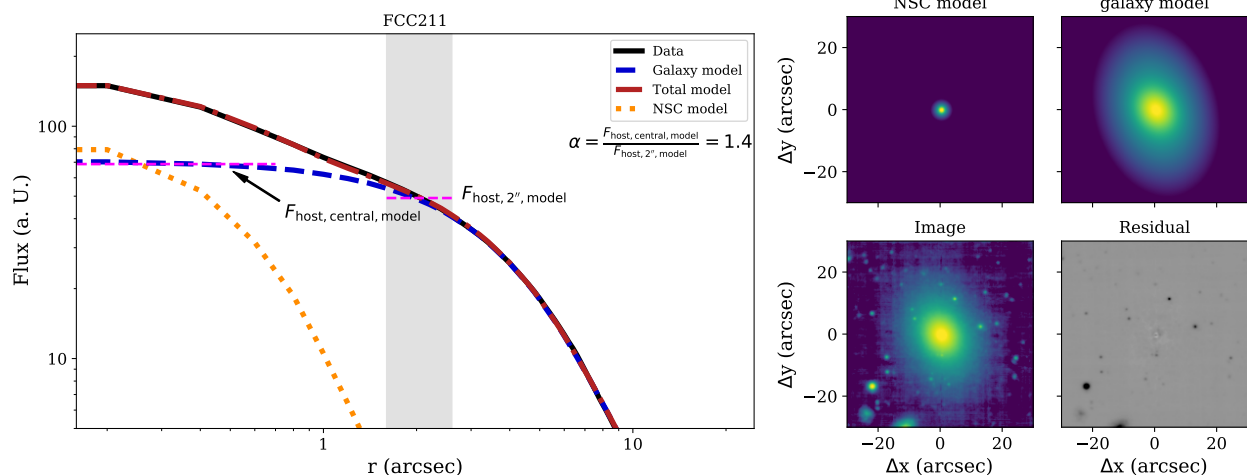 FCC211
Flux (a. U.)
100
10
Data
Galaxy model
Total model
NSC model
α = F_host, central, model / F_host, 2″, model = 1.4
F_host, 2″, model
F_host, central, model
1
10
r (arcsec)
NSC model
galaxy model
Δy (arcsec)
20
0
−20
Image
Residual
Δy (arcsec)
20
0
−20
−20
0
20
−20
0
20
Δx (arcsec)
Δx (arcsec)